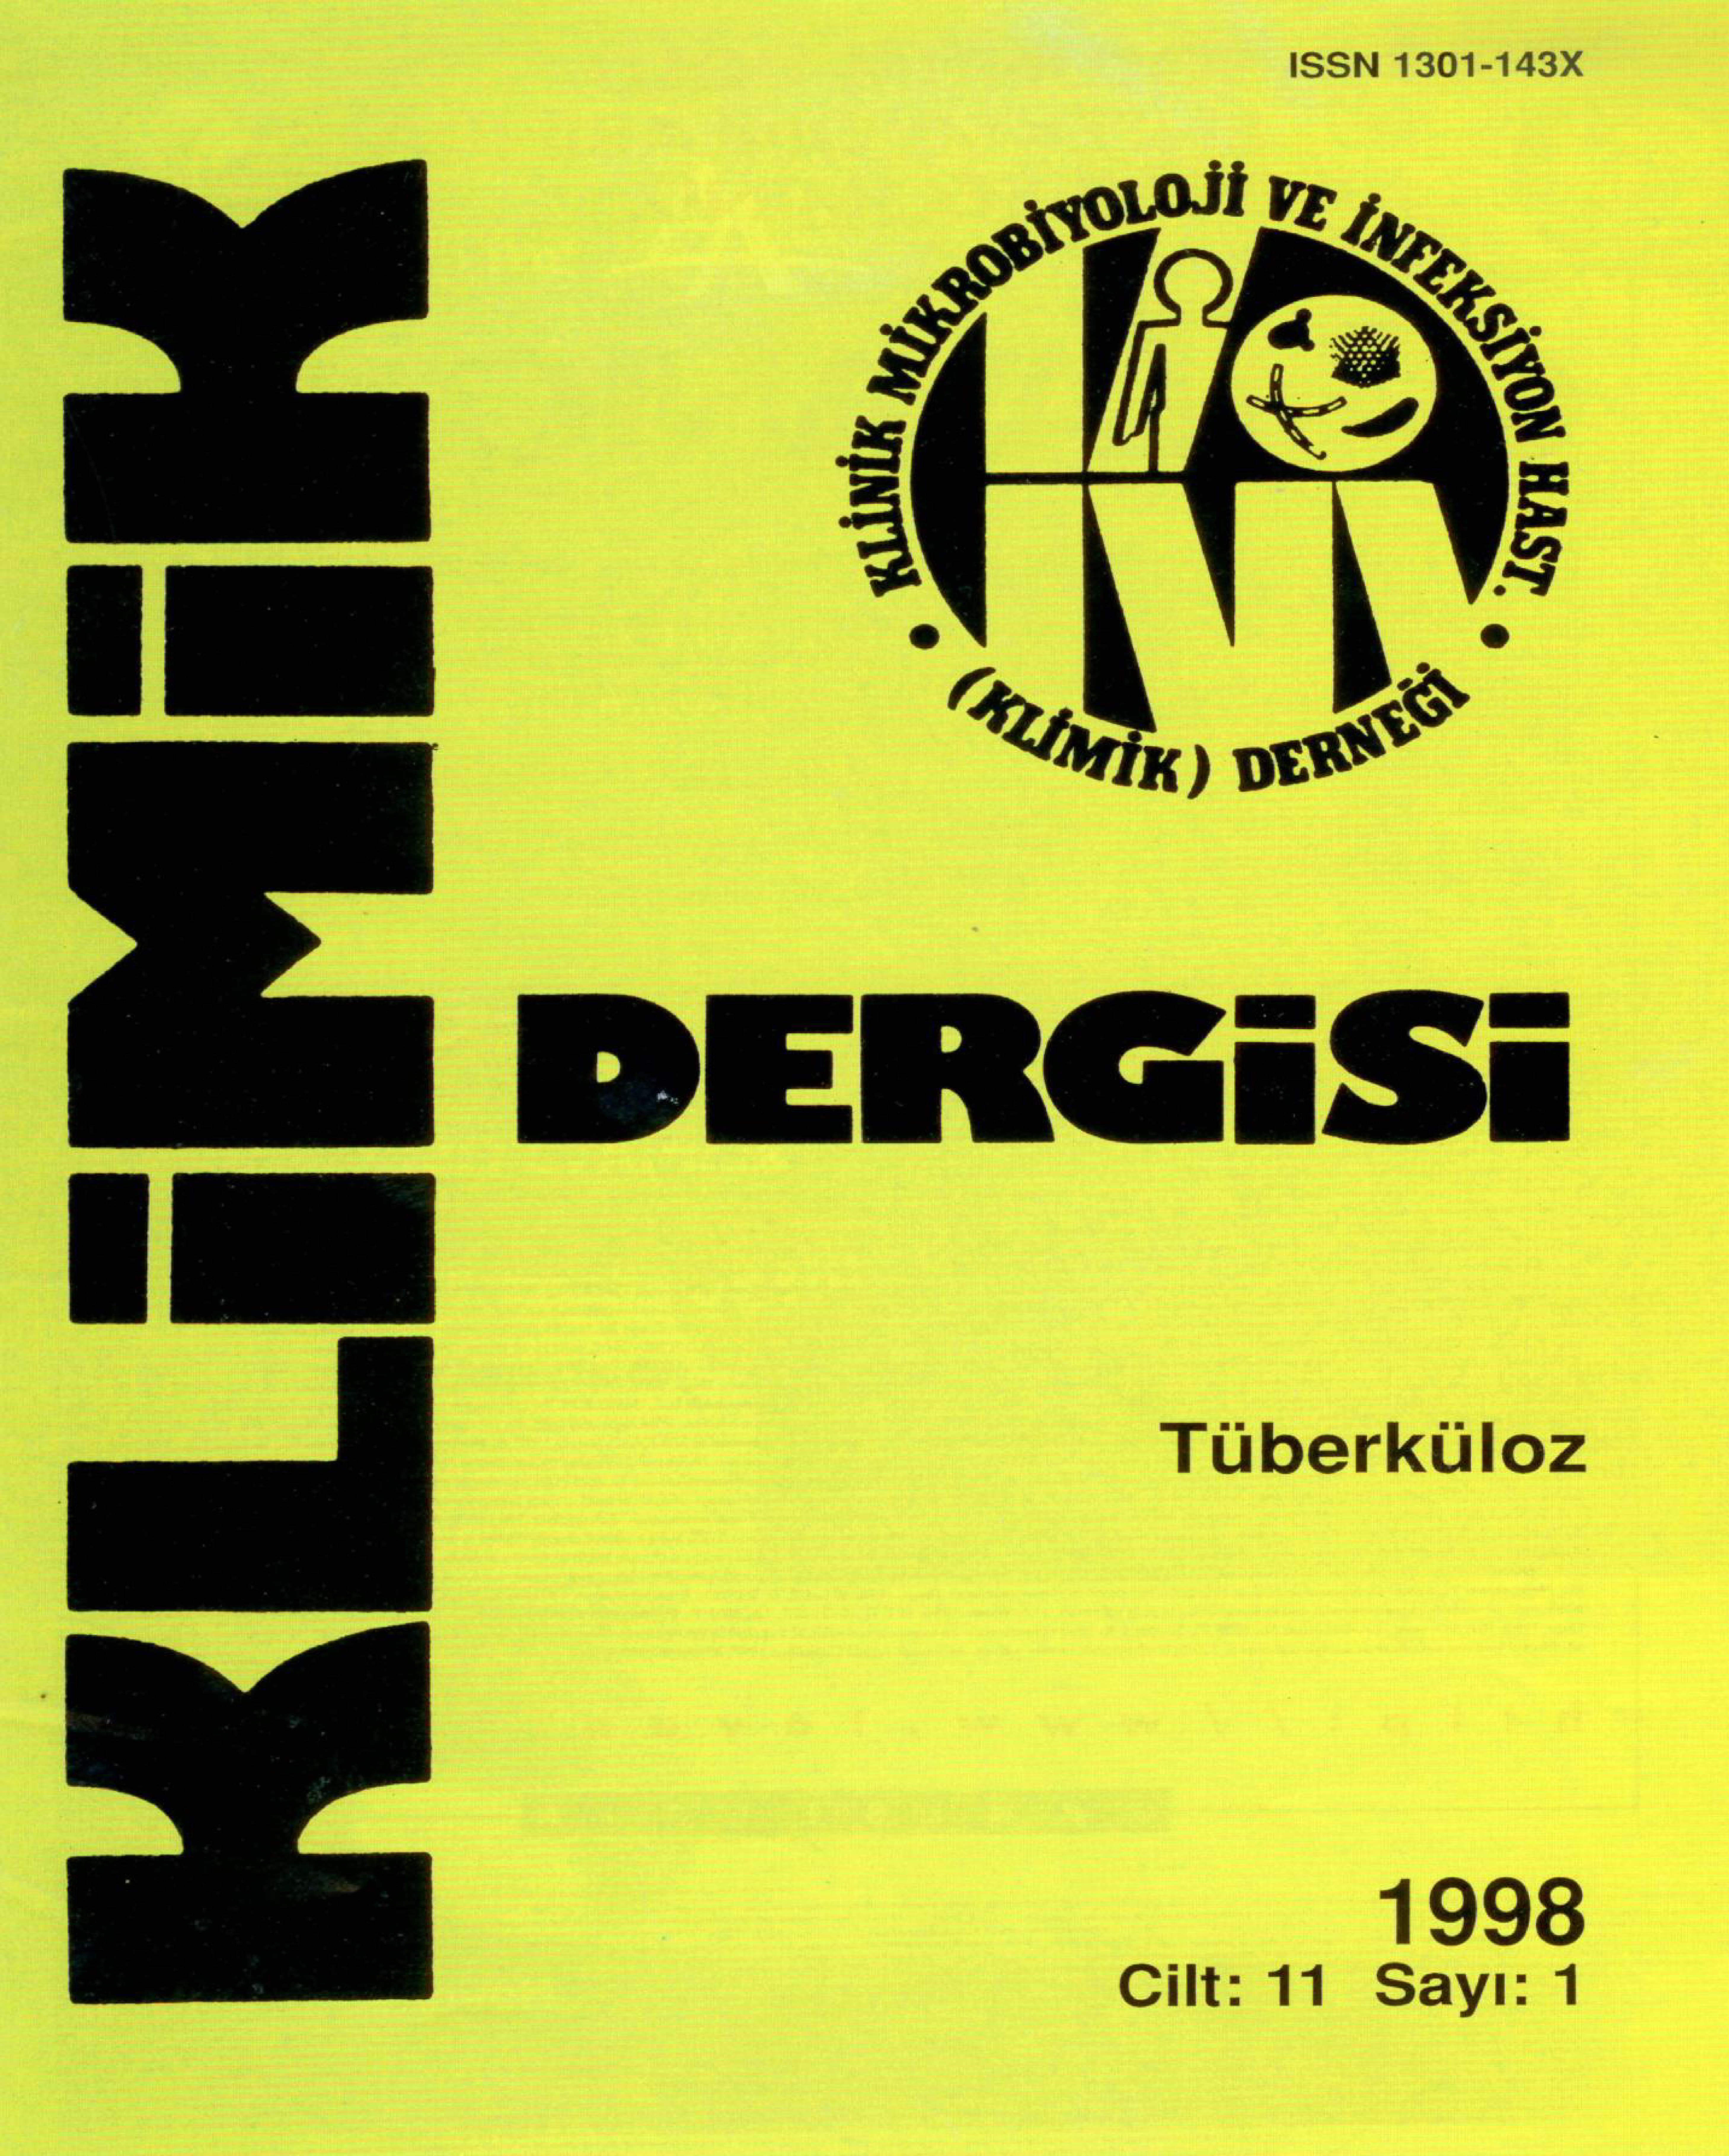 ISSN 1301-143X
KLİNİK MİKROBİYOLOJİ VE İNFEKSİYON HAST.
(KLİMİK) DERNEĞİ
KLİMİK
DERGİSİ
Tüberküloz
1998
Cilt: 11 Sayı: 1